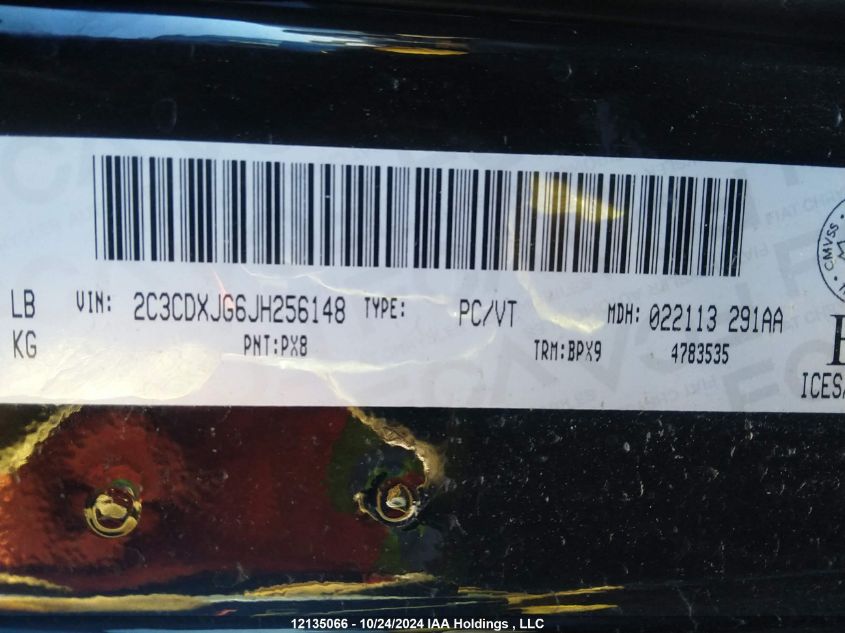 LB VIN: 2C3CDXJG6JH256148 TYPE: PC/VT MDH: 022113 291AA
KG PNT:PX8 TRM:BPX9 4783535
CMVSS
12135066 - 10/24/2024 IAA Holdings , LLC